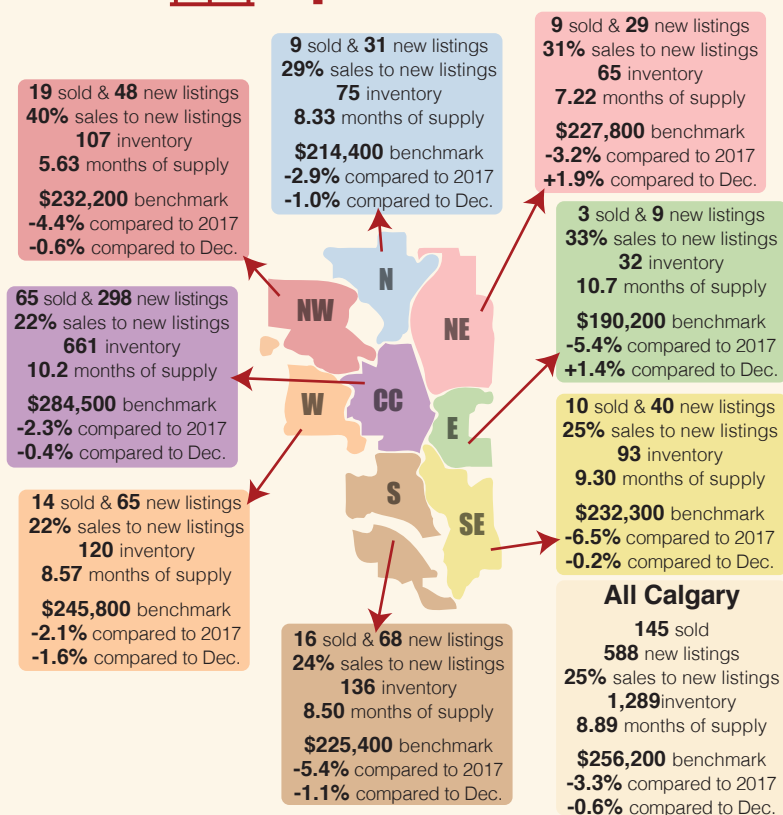 9 sold & 31 new listings
29% sales to new listings
75 inventory
8.33 months of supply
$214,400 benchmark
-2.9% compared to 2017
-1.0% compared to Dec.
9 sold & 29 new listings
31% sales to new listings
65 inventory
7.22 months of supply
$227,800 benchmark
-3.2% compared to 2017
+1.9% compared to Dec.
19 sold & 48 new listings
40% sales to new listings
107 inventory
5.63 months of supply
$232,200 benchmark
-4.4% compared to 2017
-0.6% compared to Dec.
3 sold & 9 new listings
33% sales to new listings
32 inventory
10.7 months of supply
$190,200 benchmark
-5.4% compared to 2017
+1.4% compared to Dec.
N
NW
NE
W
CC
E
S
SE
65 sold & 298 new listings
22% sales to new listings
661 inventory
10.2 months of supply
$284,500 benchmark
-2.3% compared to 2017
-0.4% compared to Dec.
10 sold & 40 new listings
25% sales to new listings
93 inventory
9.30 months of supply
$232,300 benchmark
-6.5% compared to 2017
-0.2% compared to Dec.
14 sold & 65 new listings
22% sales to new listings
120 inventory
8.57 months of supply
$245,800 benchmark
-2.1% compared to 2017
-1.6% compared to Dec.
16 sold & 68 new listings
24% sales to new listings
136 inventory
8.50 months of supply
$225,400 benchmark
-5.4% compared to 2017
-1.1% compared to Dec.
All Calgary
145 sold
588 new listings
25% sales to new listings
1,289inventory
8.89 months of supply
$256,200 benchmark
-3.3% compared to 2017
-0.6% compared to Dec.